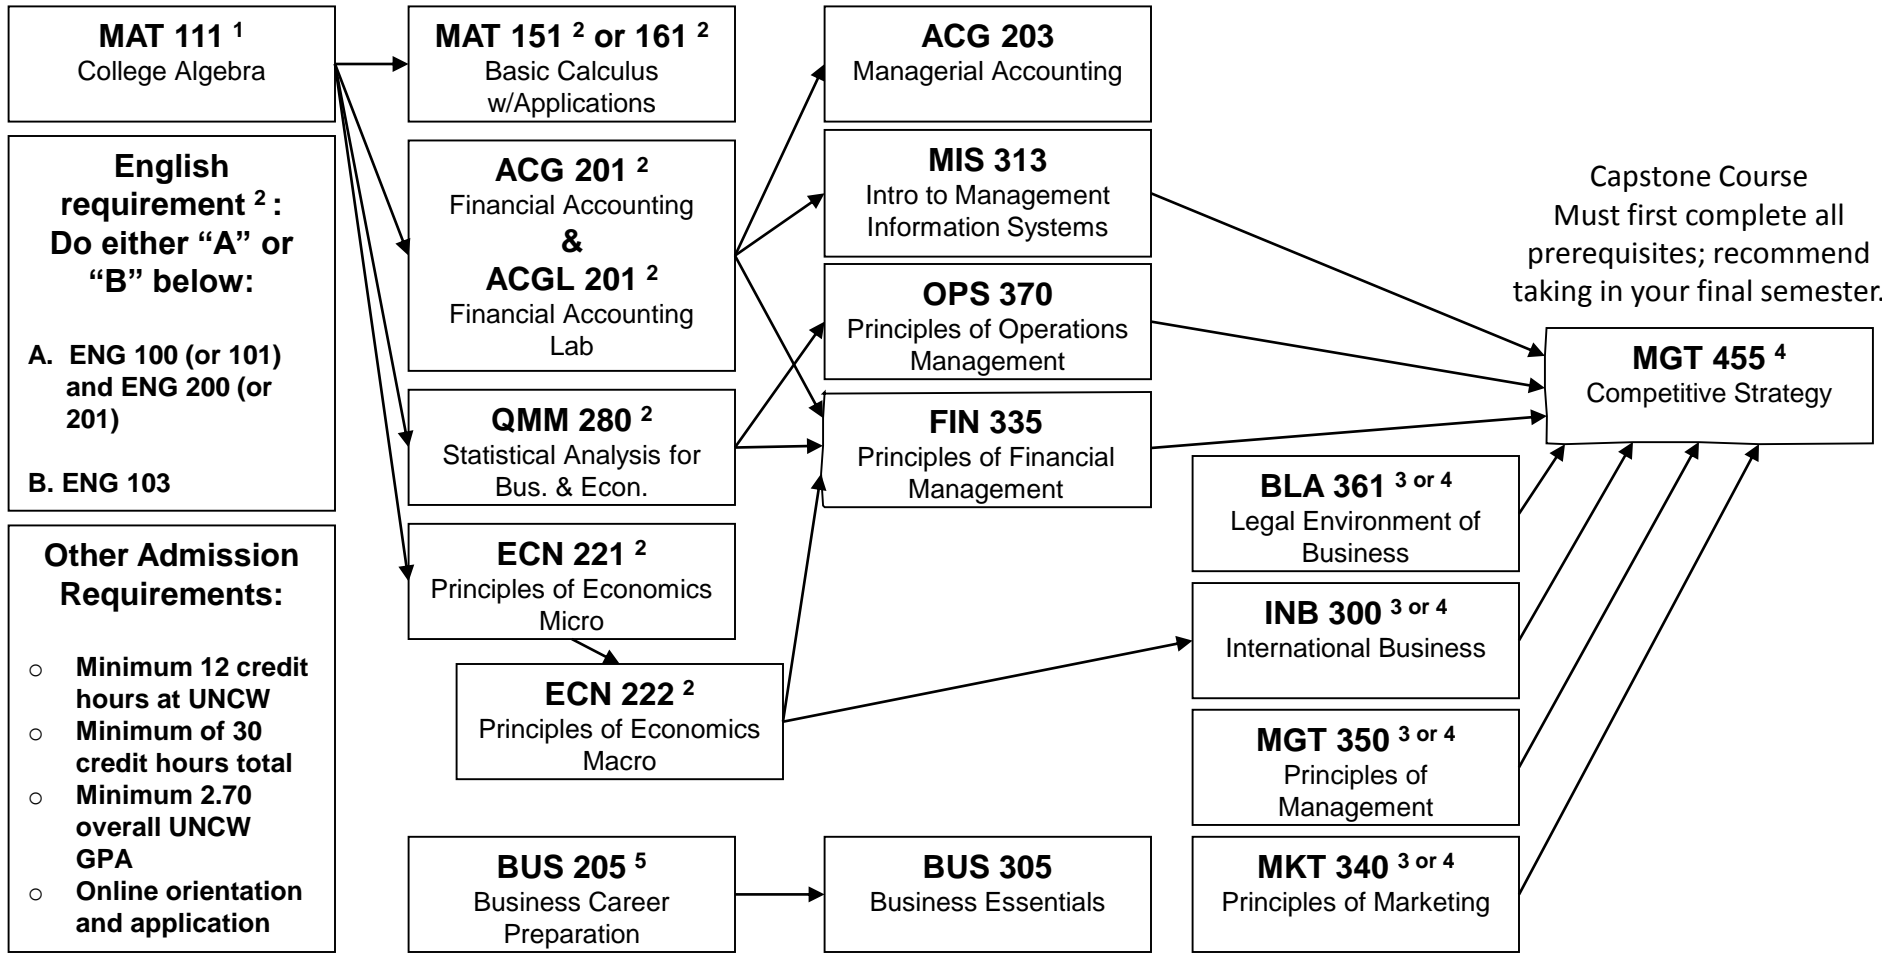 MAT 111 ¹
College Algebra
English
requirement ² :
Do either “A” or
“B” below:
A. ENG 100 (or 101)
and ENG 200 (or
201)
B. ENG 103
Other Admission
Requirements:
o Minimum 12 credit
hours at UNCW
o Minimum of 30
credit hours total
o Minimum 2.70
overall UNCW
GPA
o Online orientation
and application
MAT 151 ² or 161 ²
Basic Calculus
w/Applications
ACG 201 ²
Financial Accounting
&
ACGL 201 ²
Financial Accounting
Lab
QMM 280 ²
Statistical Analysis for
Bus. & Econ.
ECN 221 ²
Principles of Economics
Micro
ECN 222 ²
Principles of Economics
Macro
BUS 205 ⁵
Business Career
Preparation
ACG 203
Managerial Accounting
MIS 313
Intro to Management
Information Systems
OPS 370
Principles of Operations
Management
FIN 335
Principles of Financial
Management
BUS 305
Business Essentials
BLA 361 ³ ᵒʳ ⁴
Legal Environment of
Business
INB 300 ³ ᵒʳ ⁴
International Business
MGT 350 ³ ᵒʳ ⁴
Principles of
Management
MKT 340 ³ ᵒʳ ⁴
Principles of Marketing
Capstone Course
Must first complete all
prerequisites; recommend
taking in your final semester.
MGT 455 ⁴
Competitive Strategy